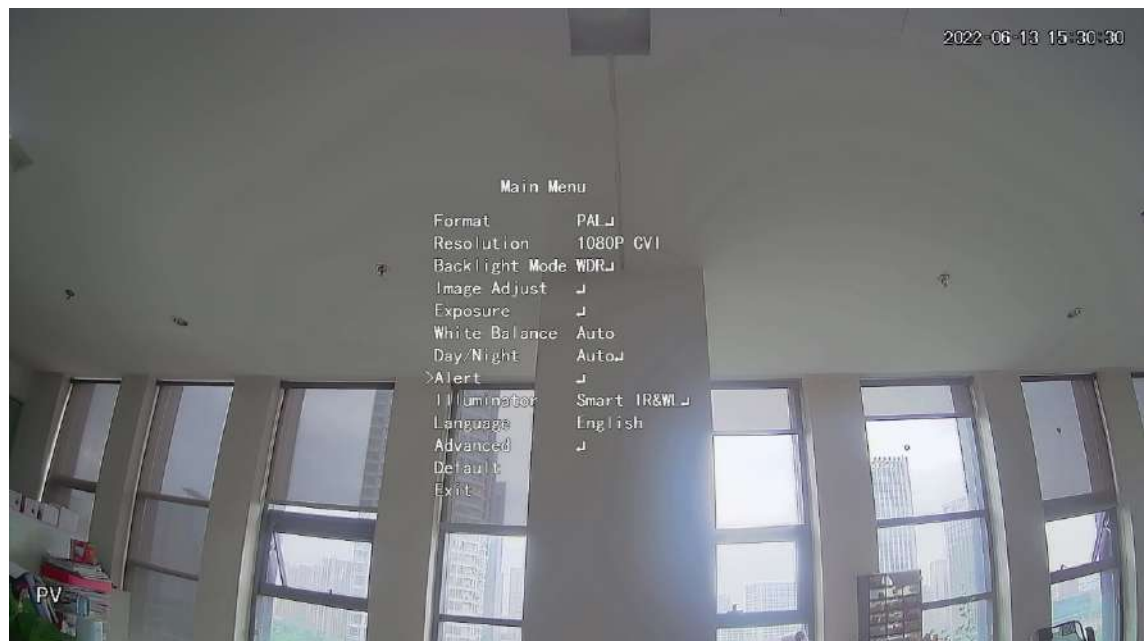 2022-06-13 15:30:30
Main Menu
Format PAL↵
Resolution 1080P CVI
Backlight Mode WDR↵
Image Adjust ↵
Exposure ↵
White Balance Auto
Day/Night Auto↵
>Alert ↵
Illuminator Smart IR&WL↵
Language English
Advanced ↵
Default
Exit
PV